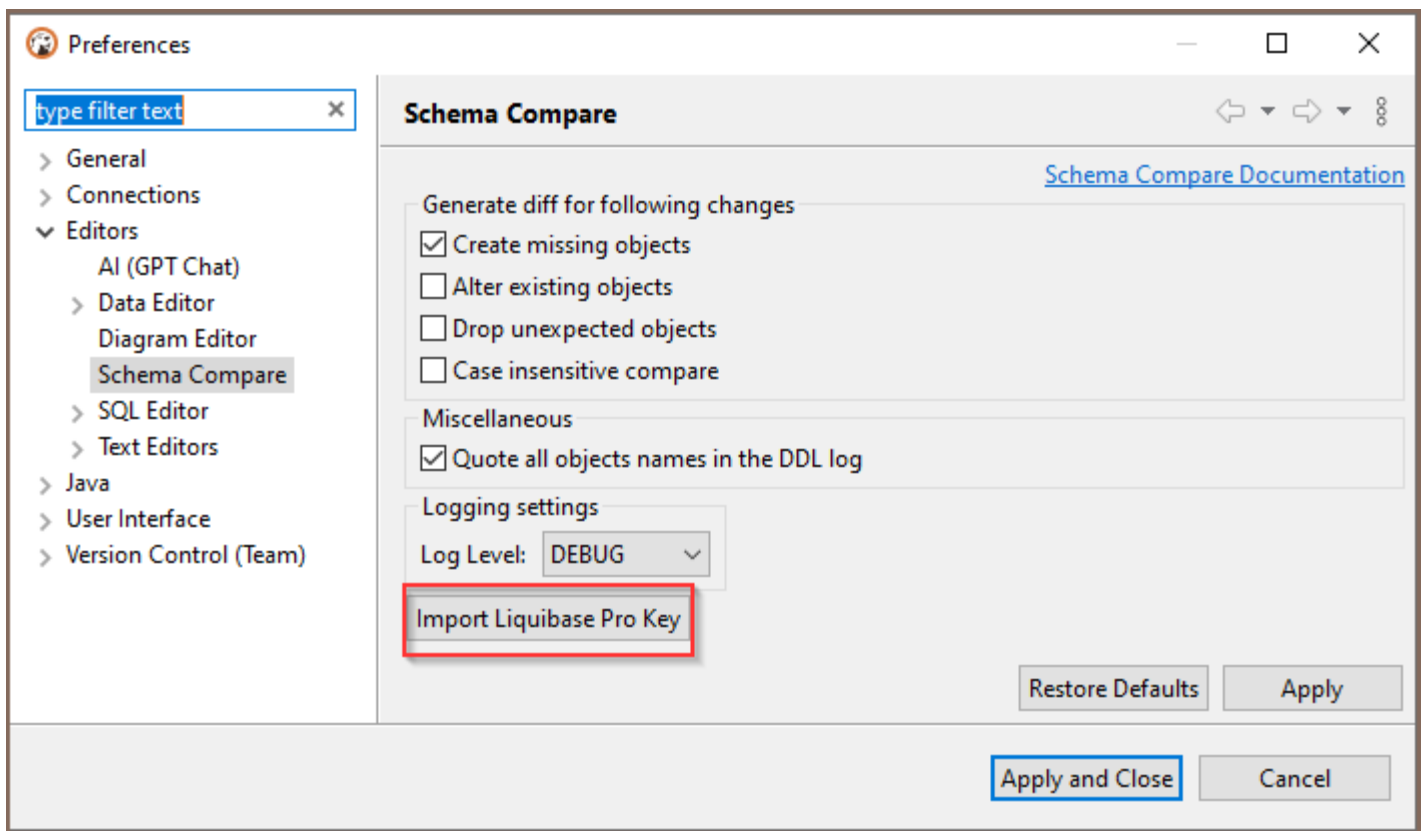 Preferences
type filter text
Schema Compare
General
Connections
Editors
AI (GPT Chat)
Data Editor
Diagram Editor
Schema Compare
SQL Editor
Text Editors
Java
User Interface
Version Control (Team)
Schema Compare Documentation
Generate diff for following changes
Create missing objects
Alter existing objects
Drop unexpected objects
Case insensitive compare
Miscellaneous
Quote all objects names in the DDL log
Logging settings
Log Level: DEBUG
Import Liquibase Pro Key
Restore Defaults Apply
Apply and Close Cancel